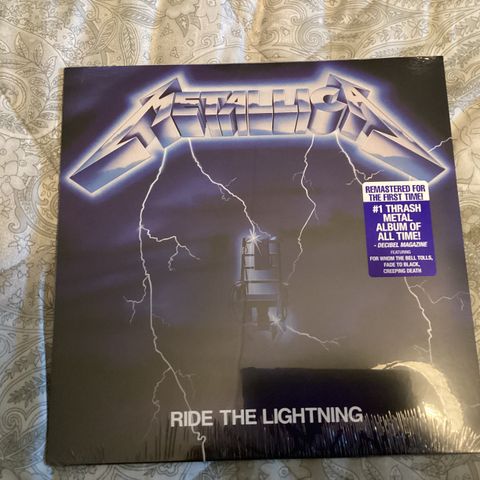 METALLICA
REMASTERED FOR
THE FIRST TIME!
#1 THRASH
METAL
ALBUM OF
ALL TIME!
- DECIBEL MAGAZINE
FEATURING
FOR WHOM THE BELL TOLLS,
FADE TO BLACK,
CREEPING DEATH
RIDE THE LIGHTNING